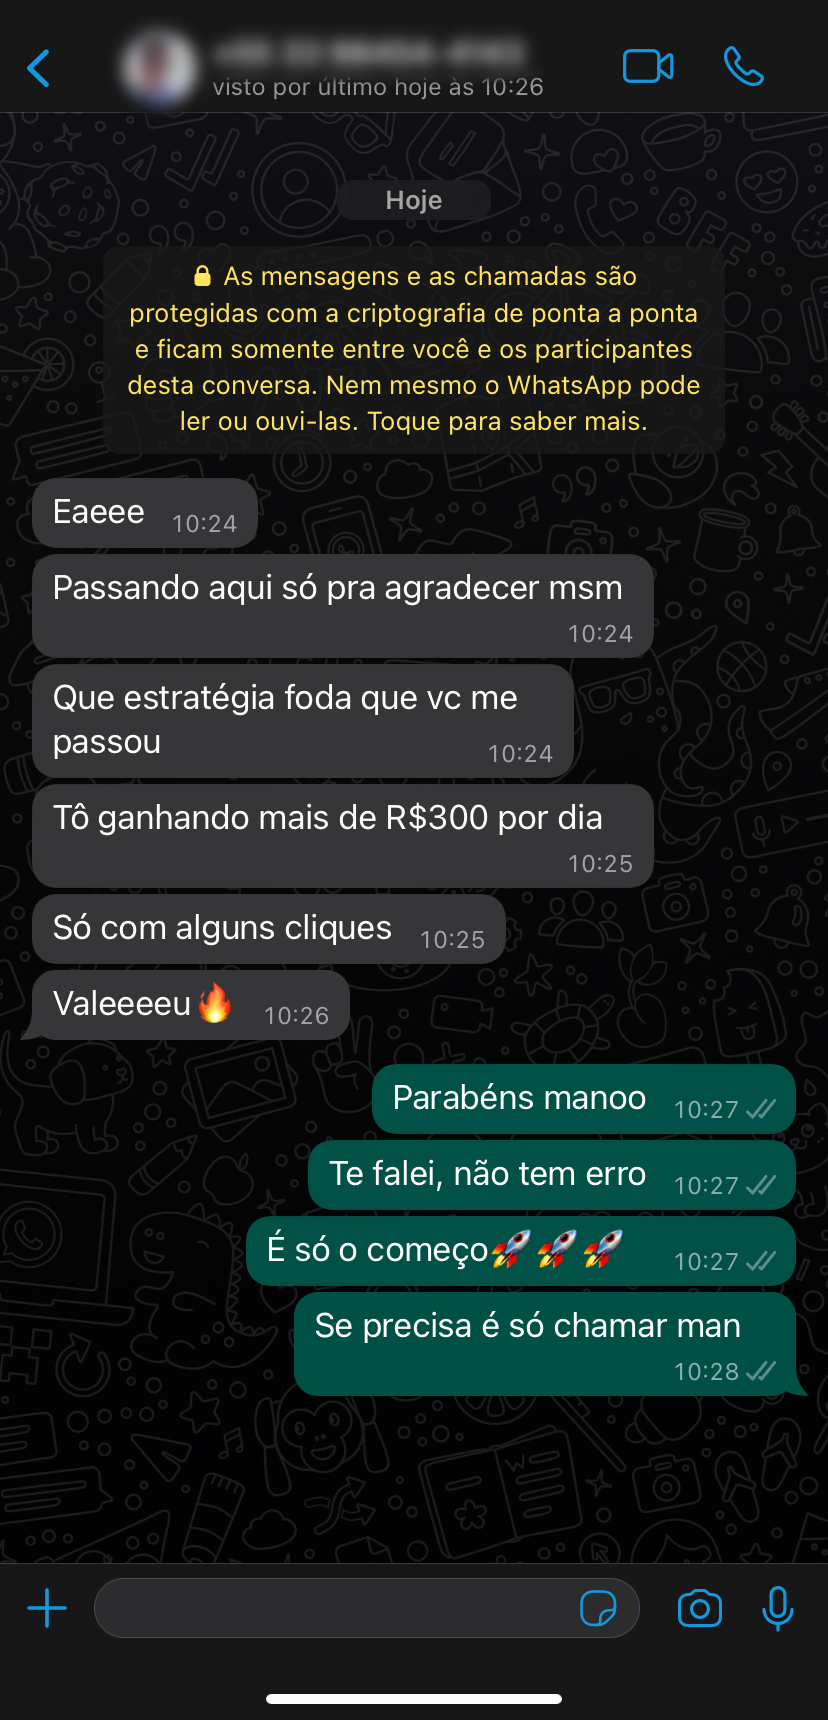 visto por último hoje às 10:26
Hoje
As mensagens e as chamadas são
protegidas com a criptografia de ponta a ponta
e ficam somente entre você e os participantes
desta conversa. Nem mesmo o WhatsApp pode
ler ou ouvi-las. Toque para saber mais.
Eaeee 10:24
Passando aqui só pra agradecer msm
10:24
Que estratégia foda que vc me
passou 10:24
Tô ganhando mais de R$300 por dia
10:25
Só com alguns cliques 10:25
Valeeeeu🔥 10:26
Parabéns manoo 10:27
Te falei, não tem erro 10:27
É só o começo🚀🚀🚀 10:27
Se precisa é só chamar man
10:28